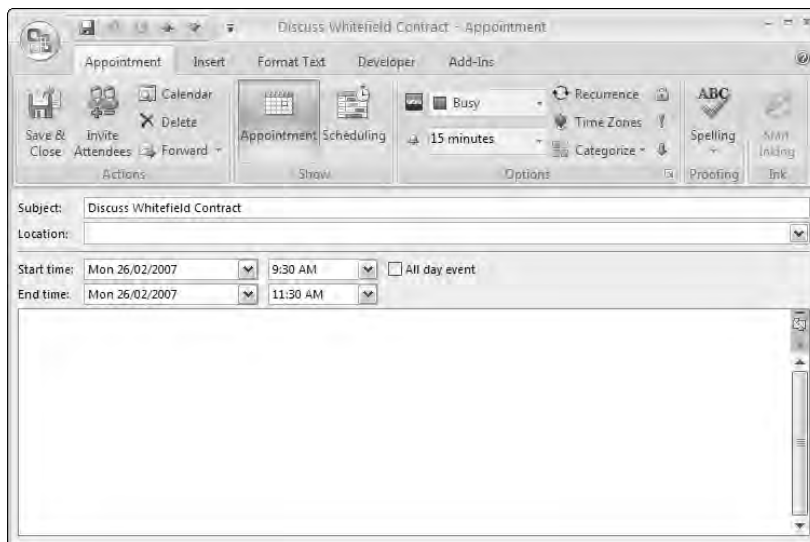 Discuss Whitefield Contract - Appointment
Appointment Insert Format Text Developer Add-Ins
Save & Close
Invite Attendees
Calendar
Delete
Forward
Actions
Appointment Scheduling
Show
Busy
15 minutes
Recurrence
Time Zones
Categorize
Options
ABC
Spelling
Proofing
Start Inking
Ink
Subject: Discuss Whitefield Contract
Location:
Start time: Mon 26/02/2007 9:30 AM All day event
End time: Mon 26/02/2007 11:30 AM